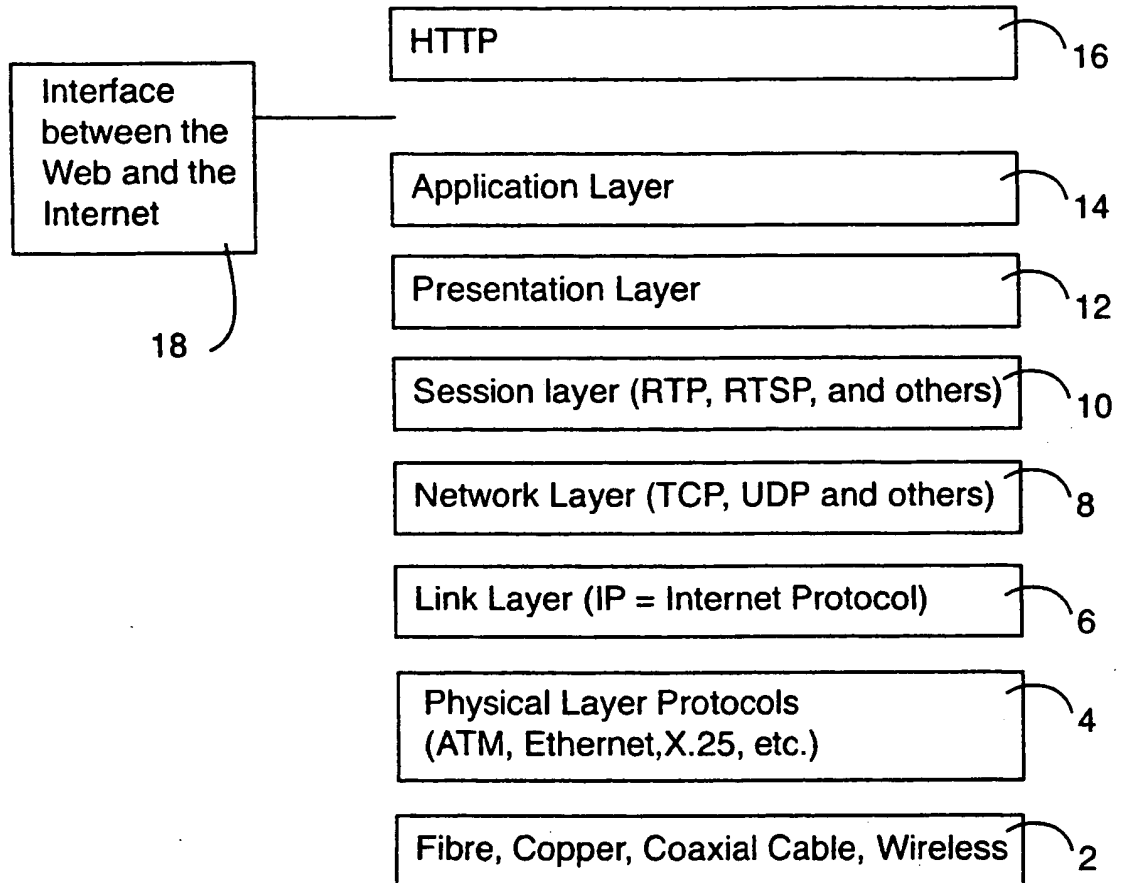 HTTP
16
Interface
between the
Web and the
Internet
18
Application Layer
14
Presentation Layer
12
Session layer (RTP, RTSP, and others)
10
Network Layer (TCP, UDP and others)
8
Link Layer (IP = Internet Protocol)
6
Physical Layer Protocols
(ATM, Ethernet,X.25, etc.)
4
Fibre, Copper, Coaxial Cable, Wireless
2